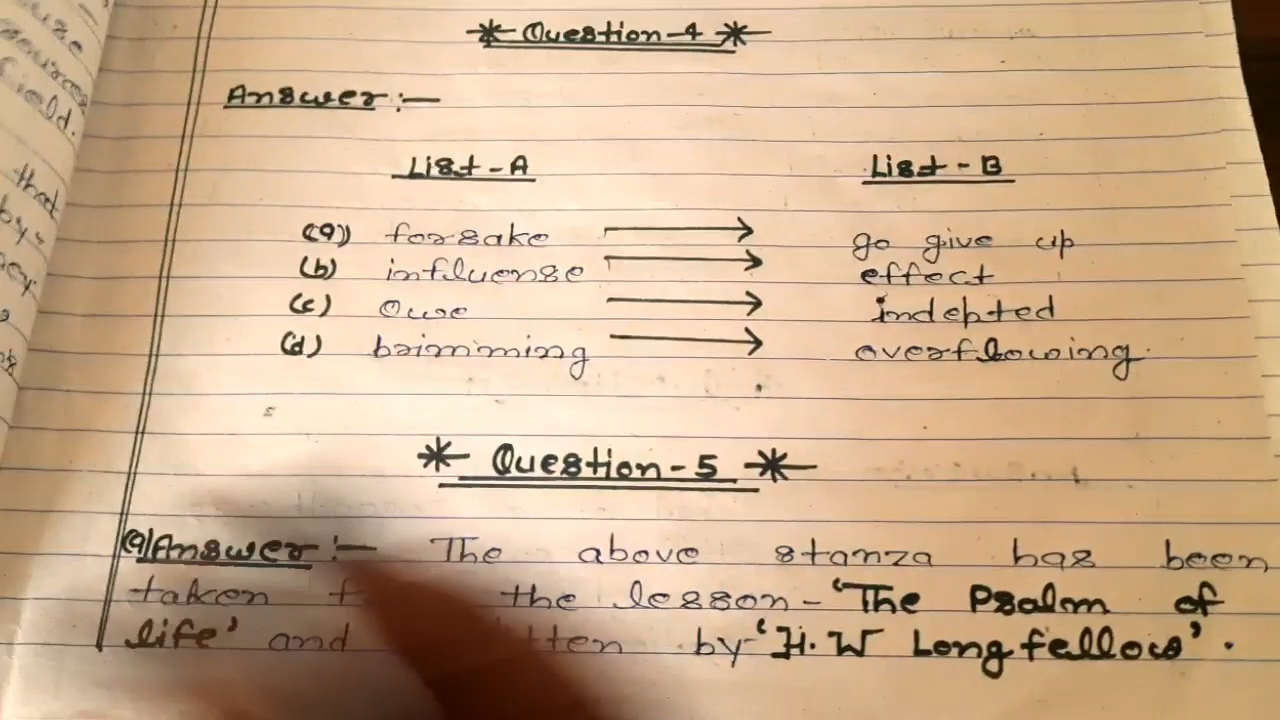 * Question-4 *
Answer :-
List - A List - B
(a) forsake → go give up
(b) influense → effect
(c) Owe → indepted
(d) brimming → overflowing.
* Question-5 *
(a) Answer :- The above stanza has been
taken the lesson - 'The Psalm of
life' and by 'H.W Longfellow'.